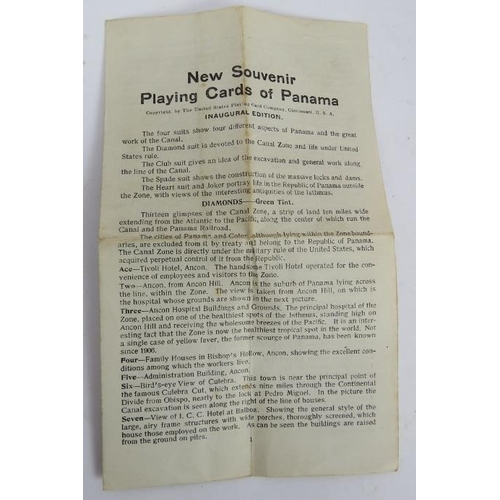 New Souvenir
Playing Cards of Panama
Copyright, by The United States Playing Card Company, Cincinnati, U. S. A.
INAUGURAL EDITION.
The four suits show four different aspects of Panama and the great
work of the Canal.
The Diamond suit is devoted to the Canal Zone and life under United
States rule.
The Club suit gives an idea of the excavation and general work along
the line of the Canal.
The Spade suit shows the construction of the massive locks and dams.
The Heart suit and Joker portray life in the Republic of Panama outside
the Zone, with views of the interesting antiquities of the Isthmus.
DIAMONDS—Green Tint.
Thirteen glimpses of the Canal Zone, a strip of land ten miles wide
extending from the Atlantic to the Pacific, along the center of which run the
Canal and the Panama Railroad.
The cities of Panama and Colon, although lying within the Zone bound-
aries, are excluded from it by treaty and belong to the Republic of Panama.
The Canal Zone is directly under the military rule of the United States, which
acquired perpetual control of it from the Republic.
Ace—Tivoli Hotel, Ancon. The handsome Tivoli operated for the con-
venience of employees and visitors to the Zone.
Two—Ancon, from Ancon Hill. Ancon is the suburb of Panama lying across
the line, within the Zone. The view is taken from Ancon Hill, on which is
the hospital whose grounds are shown in the next picture.
Three—Ancon Hospital Buildings and Grounds. The principal hospital of the
Zone, placed on one of the healthiest spots of the Isthmus, standing high on
Ancon Hill and receiving the wholesome breezes of the Pacific. It is an inter-
esting fact that the Zone is now the healthiest tropical spot in the world. Not
a single case of yellow fever, the former scourge of Panama, has been known
since 1906.
Four—Family Houses in Bishop's Hollow, Ancon, showing the excellent con-
ditions among which the workers live.
Five—Administration Building, Ancon.
Six—Bird's-eye View of Culebra. This town is near the principal point of
the famous Culebra Cut, which extends nine miles through the Continental
Divide from Obispo, nearly to the lock at Pedro Miguel. In the picture the
Canal excavation is seen along the right of the line of houses.
Seven—View of I. C. C. Hotel at Balboa. Showing the general style of the
large, airy frame structures with wide porches, thoroughly screened, which
house those employed on the work. As can be seen the buildings are raised
from the ground on piles.
1